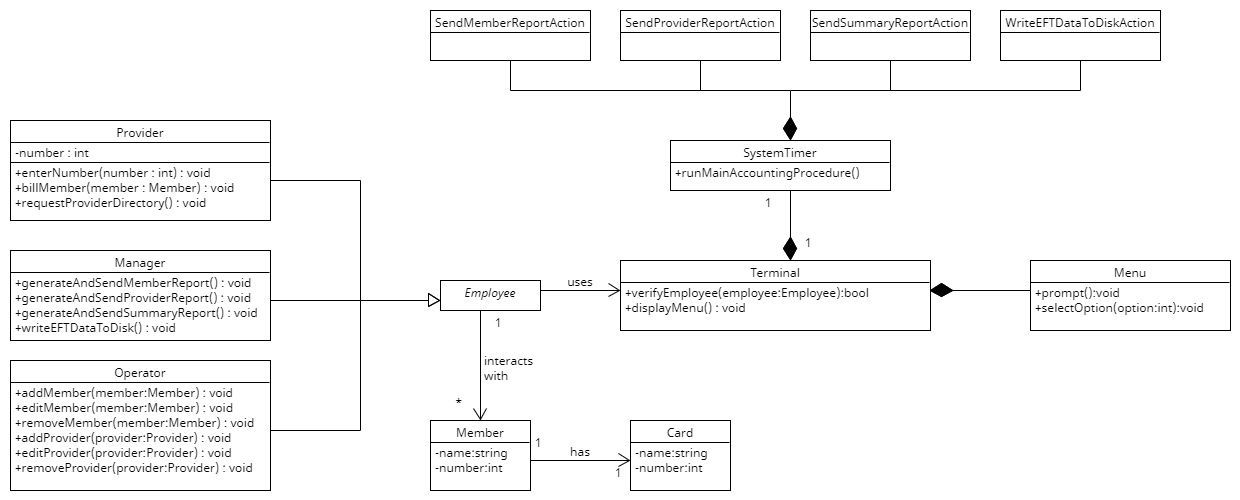 SendMemberReportAction
SendProviderReportAction
SendSummaryReportAction
WriteEFTDataToDiskAction
Provider
-number : int
+enterNumber(number : int) : void
+billMember(member : Member) : void
+requestProviderDirectory() : void
SystemTimer
+runMainAccountingProcedure()
1
1
Manager
+generateAndSendMemberReport() : void
+generateAndSendProviderReport() : void
+generateAndSendSummaryReport() : void
+writeEFTDataToDisk() : void
Employee
uses
Terminal
+verifyEmployee(employee:Employee):bool
+displayMenu() : void
Menu
+prompt():void
+selectOption(option:int):void
1
interacts
with
*
Operator
+addMember(member:Member) : void
+editMember(member:Member) : void
+removeMember(member:Member) : void
+addProvider(provider:Provider) : void
+editProvider(provider:Provider) : void
+removeProvider(provider:Provider) : void
Member
-name:string
-number:int
1
has
1
Card
-name:string
-number:int